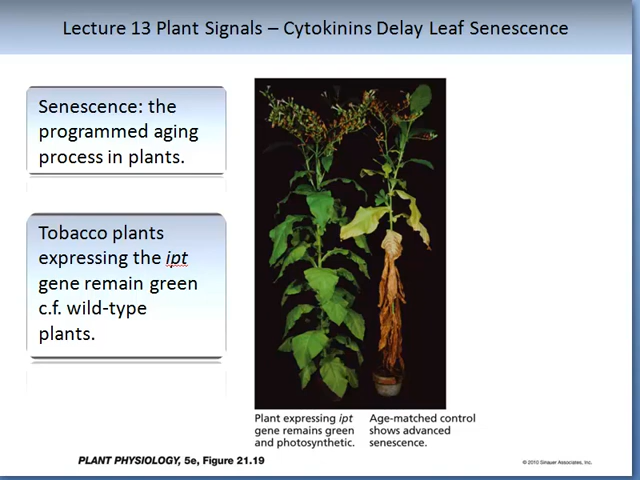 Lecture 13 Plant Signals – Cytokinins Delay Leaf Senescence
Senescence: the
programmed aging
process in plants.
Tobacco plants
expressing the ipt
gene remain green
c.f. wild-type
plants.
Plant expressing ipt
gene remains green
and photosynthetic.
Age-matched control
shows advanced
senescence.
PLANT PHYSIOLOGY, 5e, Figure 21.19
© 2010 Sinauer Associates, Inc.